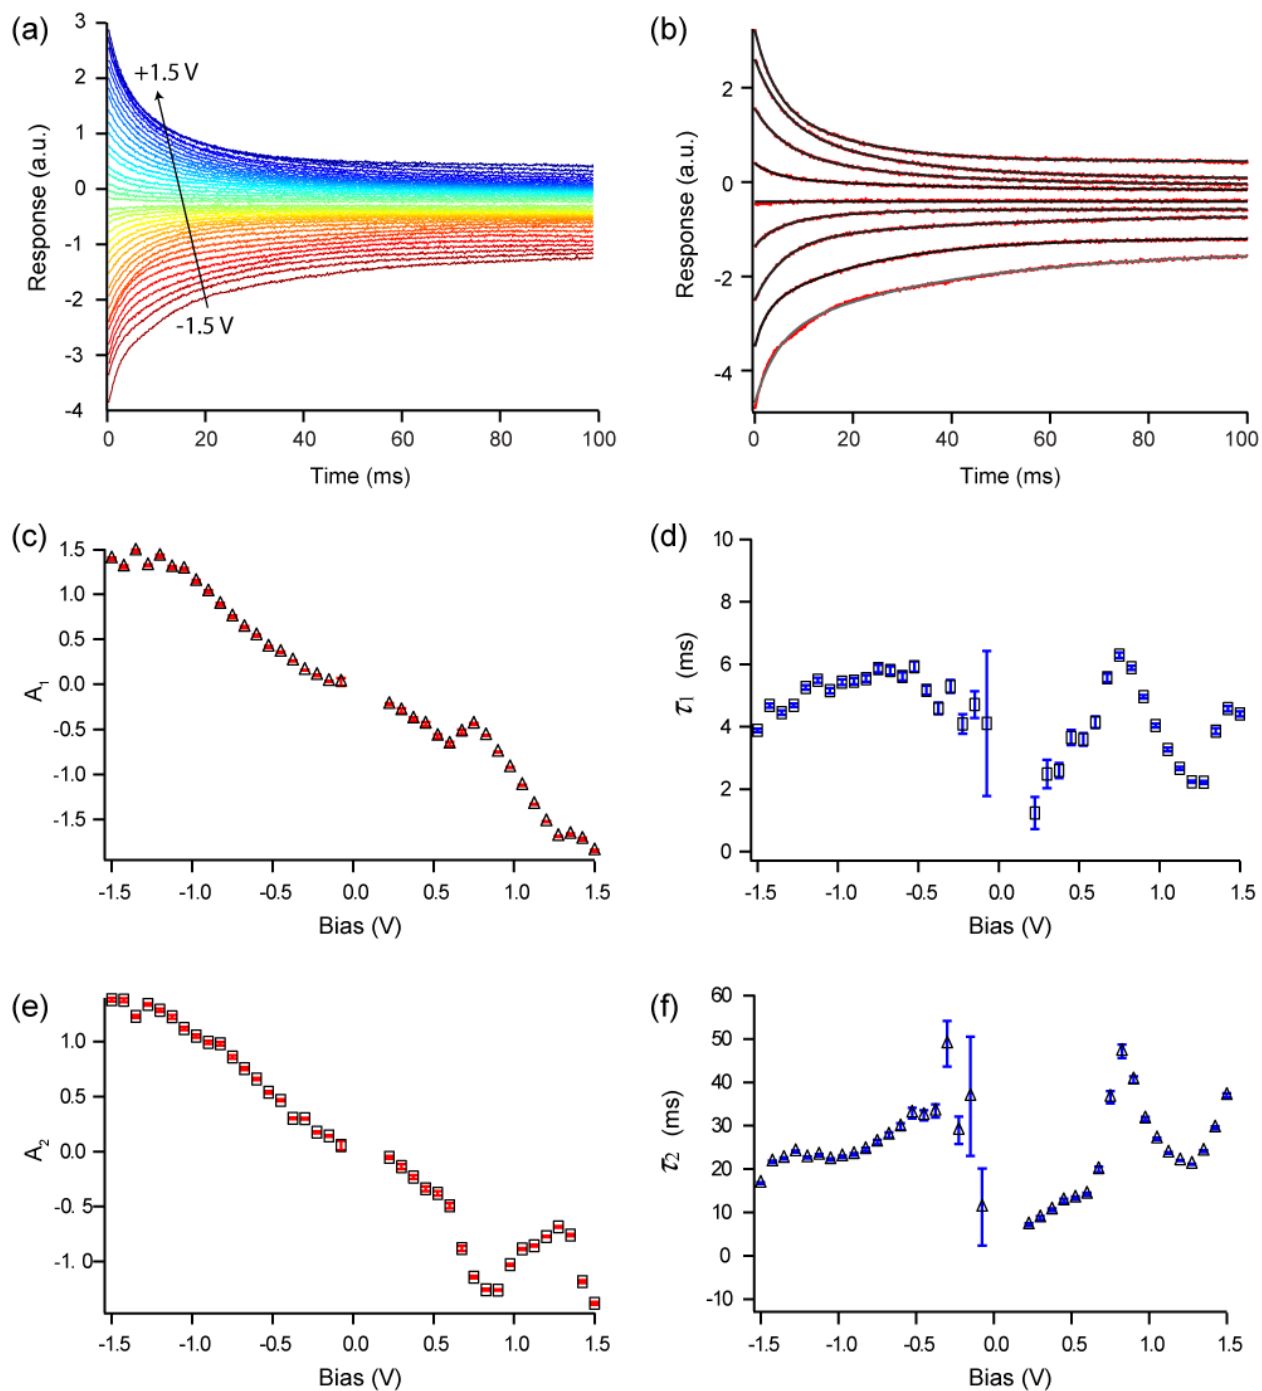 (a)
3
2
1
0
-1
-2
-3
-4
Response (a.u.)
+1.5 V
-1.5 V
0 20 40 60 80 100
Time (ms)
(b)
2
0
-2
-4
Response (a.u.)
0 20 40 60 80 100
Time (ms)
(c)
1.5
1.0
0.5
0.0
-0.5
-1.0
-1.5
A1
-1.5 -1.0 -0.5 0.0 0.5 1.0 1.5
Bias (V)
(d)
10
8
6
4
2
0
τ1 (ms)
-1.5 -1.0 -0.5 0.0 0.5 1.0 1.5
Bias (V)
(e)
1.0
0.5
0.0
-0. 5
-1. 0
A2
-1.5 -1.0 -0.5 0.0 0.5 1.0 1.5
Bias (V)
(f)
60
50
40
30
20
10
0
-10
τ2 (ms)
-1.5 -1.0 -0.5 0.0 0.5 1.0 1.5
Bias (V)